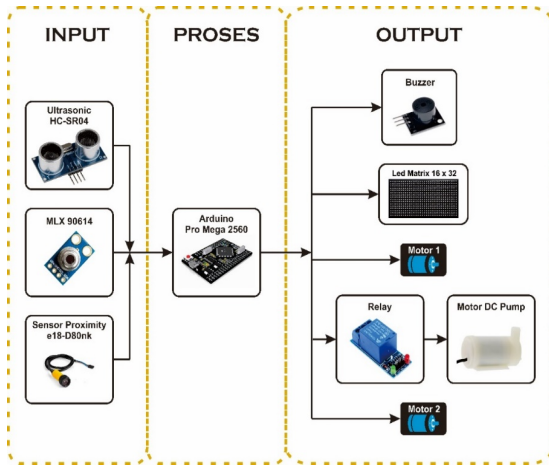 INPUT
PROSES
OUTPUT
Ultrasonic
HC-SR04
MLX 90614
Sensor Proximity
e18-D80nk
Arduino
Pro Mega 2560
Buzzer
Led Matrix 16 x 32
Motor 1
Relay
Motor DC Pump
Motor 2